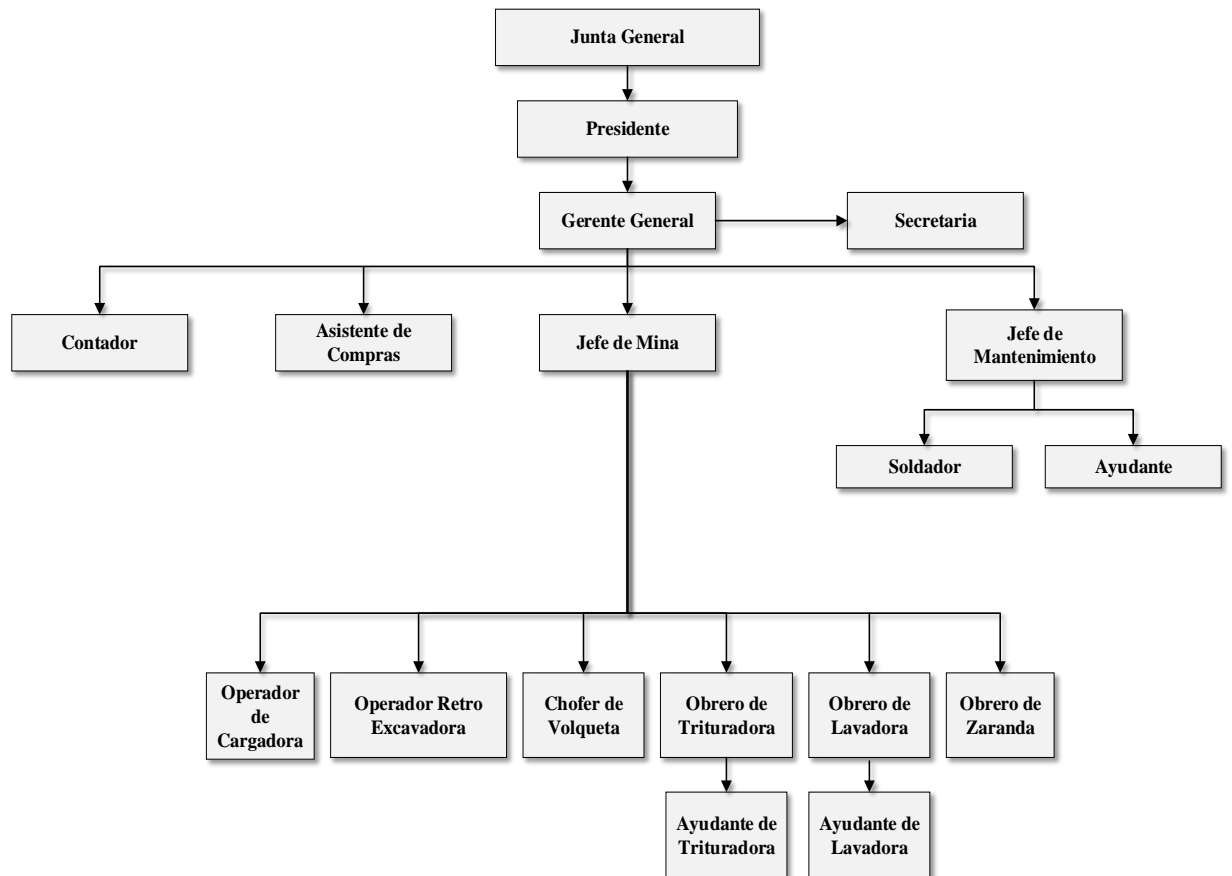 Junta General
Presidente
Gerente General
Secretaria
Contador
Asistente de
Compras
Jefe de Mina
Jefe de
Mantenimiento
Soldador
Ayudante
Operador
de
Cargadora
Operador Retro
Excavadora
Chofer de
Volqueta
Obrero de
Trituradora
Obrero de
Lavadora
Obrero de
Zaranda
Ayudante de
Trituradora
Ayudante de
Lavadora